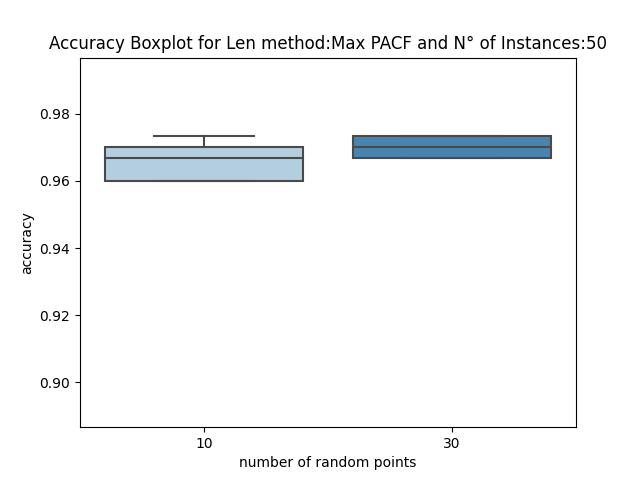 Accuracy Boxplot for Len method:Max PACF and N° of Instances:50
0.98
0.96
0.94
0.92
0.90
accuracy
10 30
number of random points